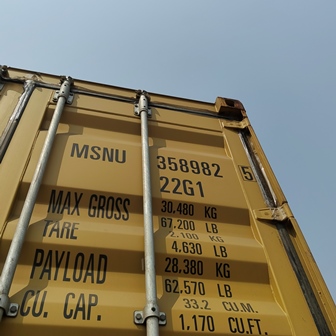 MSNU 358982 5
22G1
MAX GROSS 30.480 KG
67.200 LB
TARE 2.100 KG
4.630 LB
PAYLOAD 28.380 KG
62.570 LB
CU. CAP. 33.2 CU.M.
1,170 CU.FT.